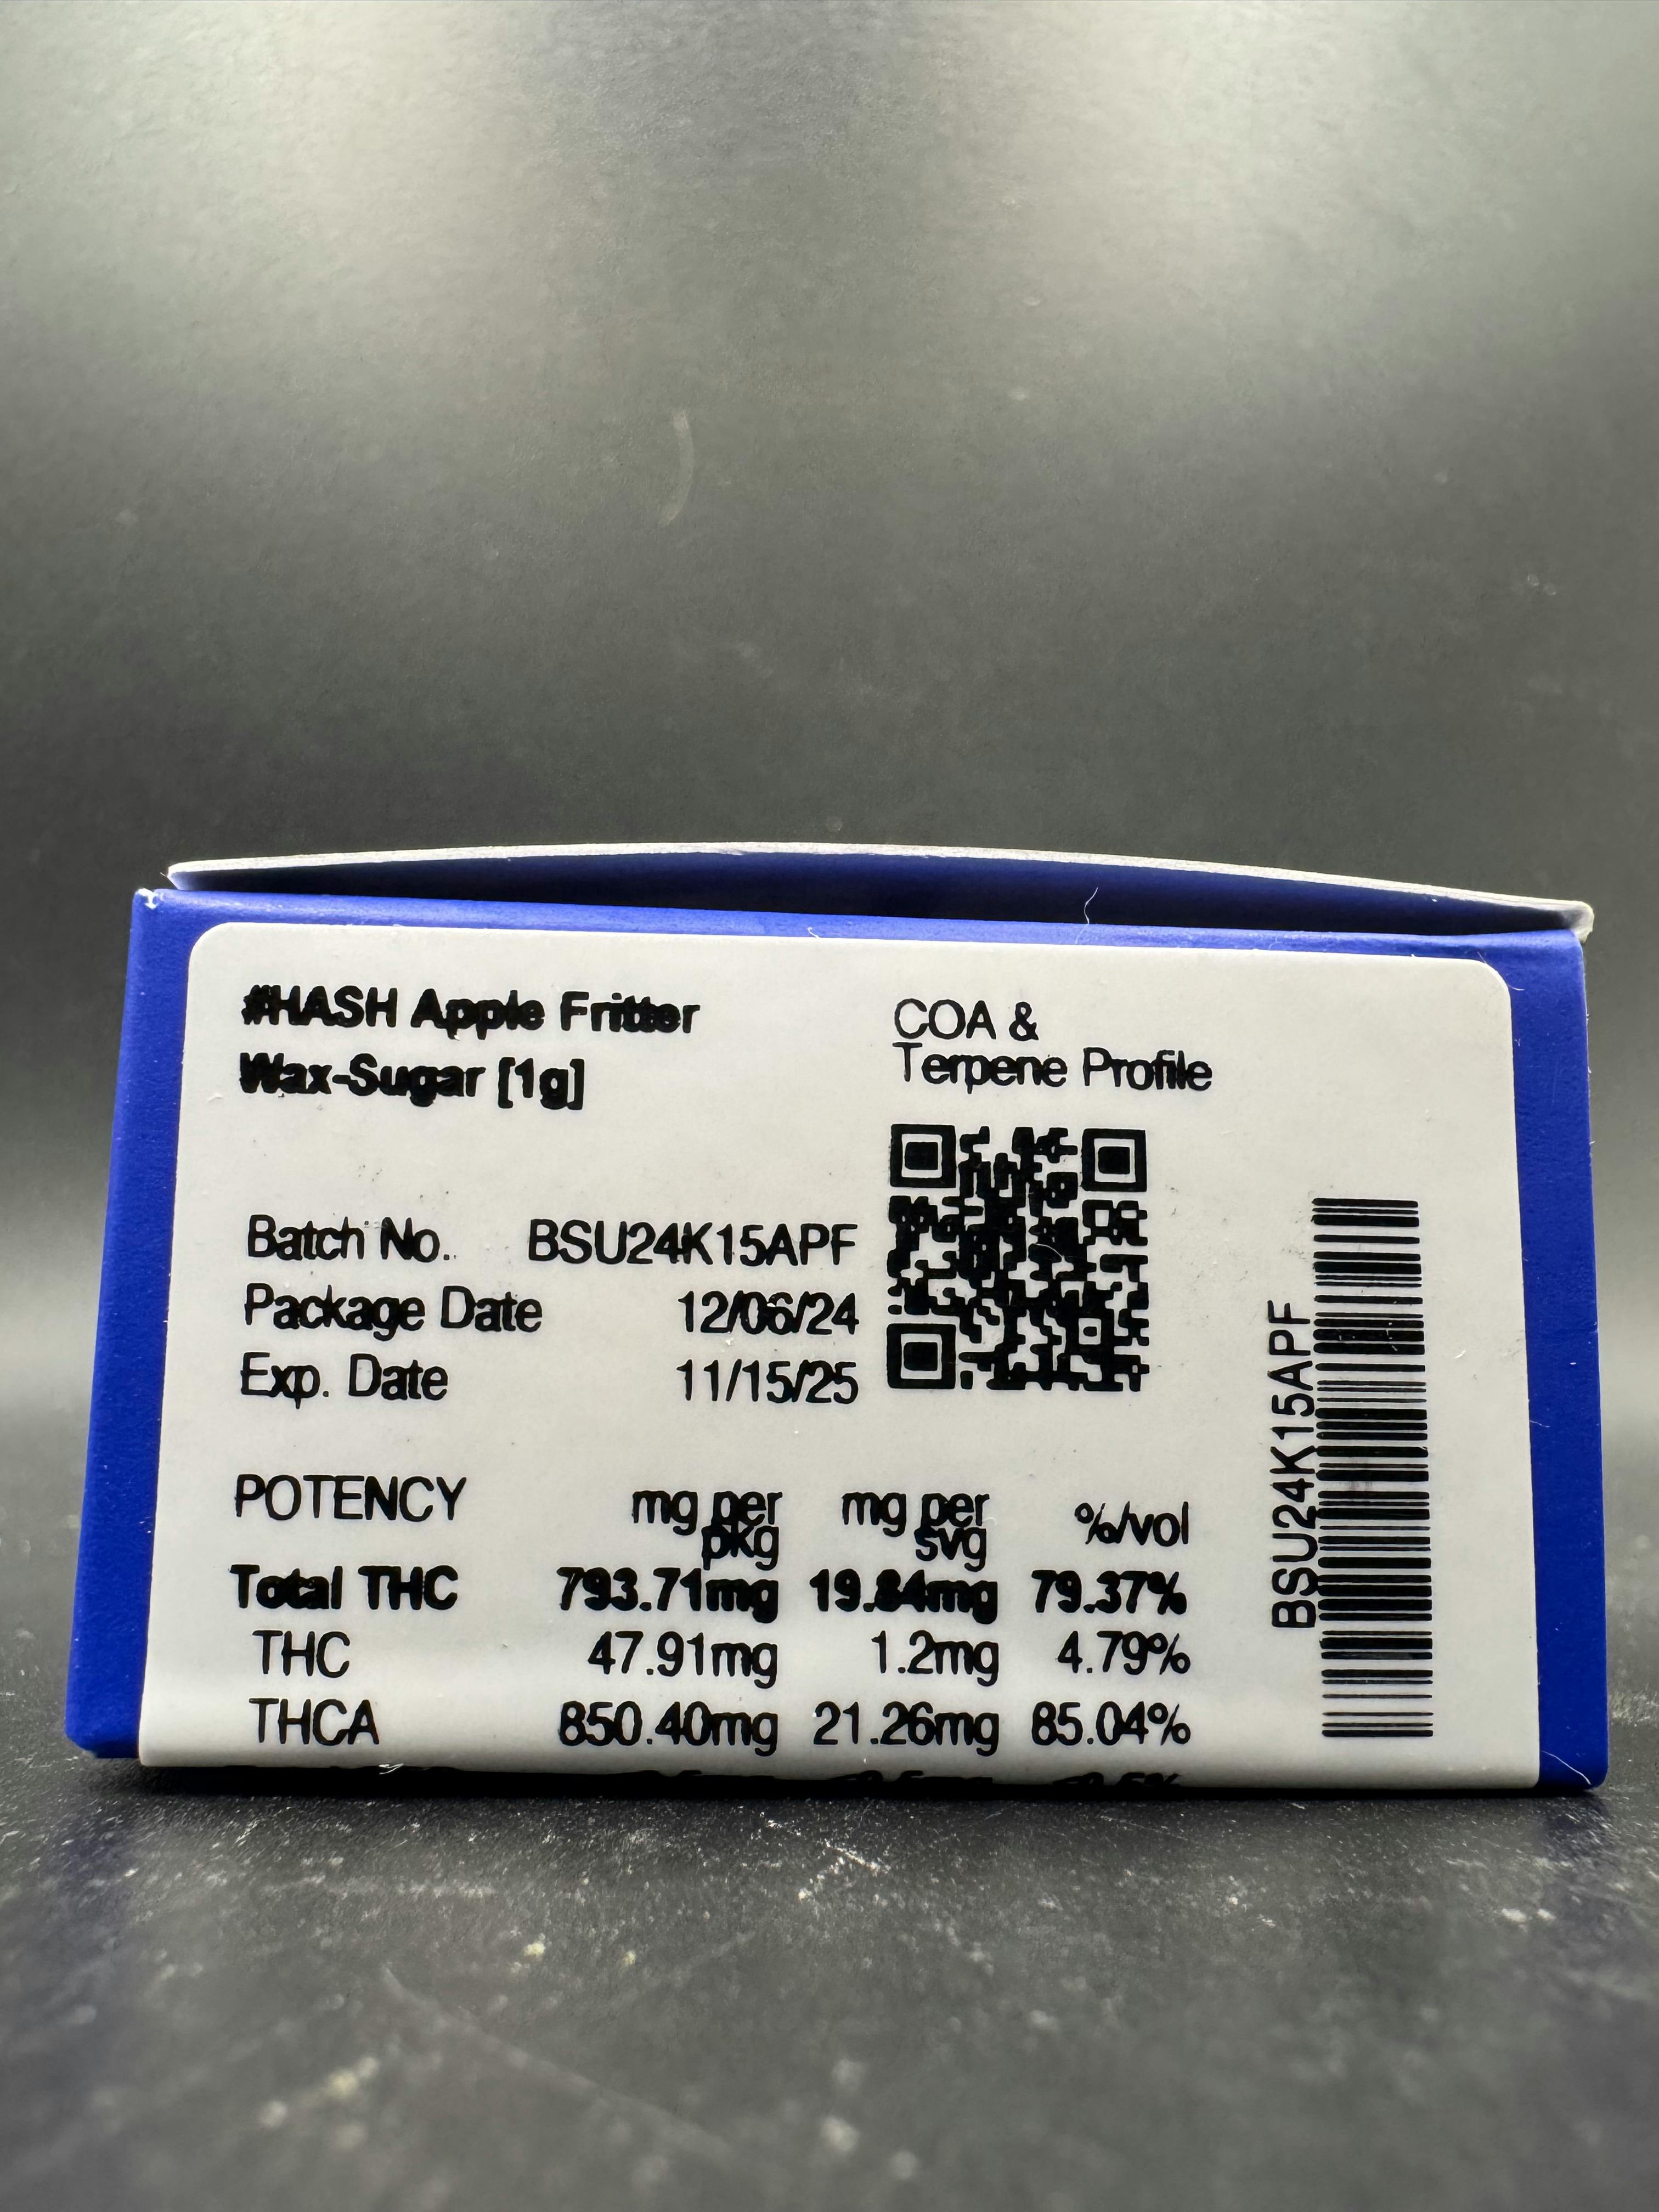 #HASH Apple Fritter
Wax-Sugar [1g]
COA &
Terpene Profile
Batch No. BSU24K15APF
Package Date 12/06/24
Exp. Date 11/15/25
POTENCY mg per pkg mg per svg %/vol
Total THC 793.71mg 19.84mg 79.37%
THC 47.91mg 1.2mg 4.79%
THCA 850.40mg 21.26mg 85.04%
BSU24K15APF